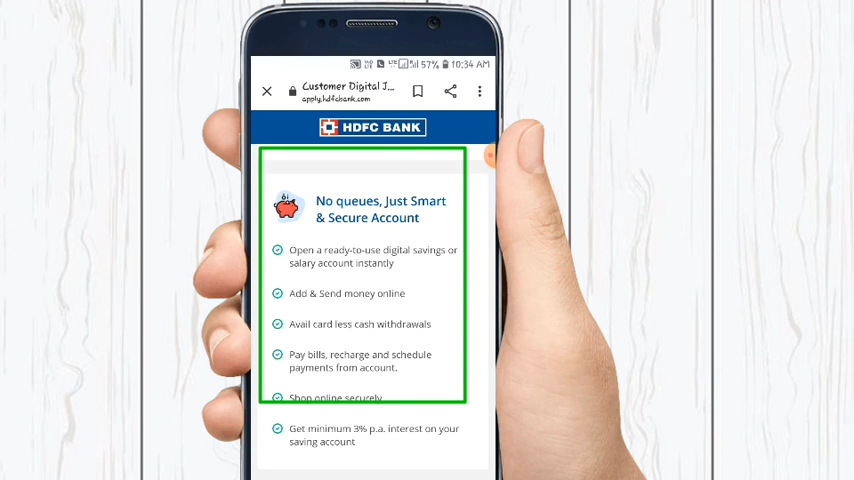 LTE 57% 10:34 AM
Customer Digital J...
apply.hdfcbank.com
HDFC BANK
No queues, Just Smart
& Secure Account
Open a ready-to-use digital savings or
salary account instantly
Add & Send money online
Avail card less cash withdrawals
Pay bills, recharge and schedule
payments from account.
Shop online securely
Get minimum 3% p.a. interest on your
saving account